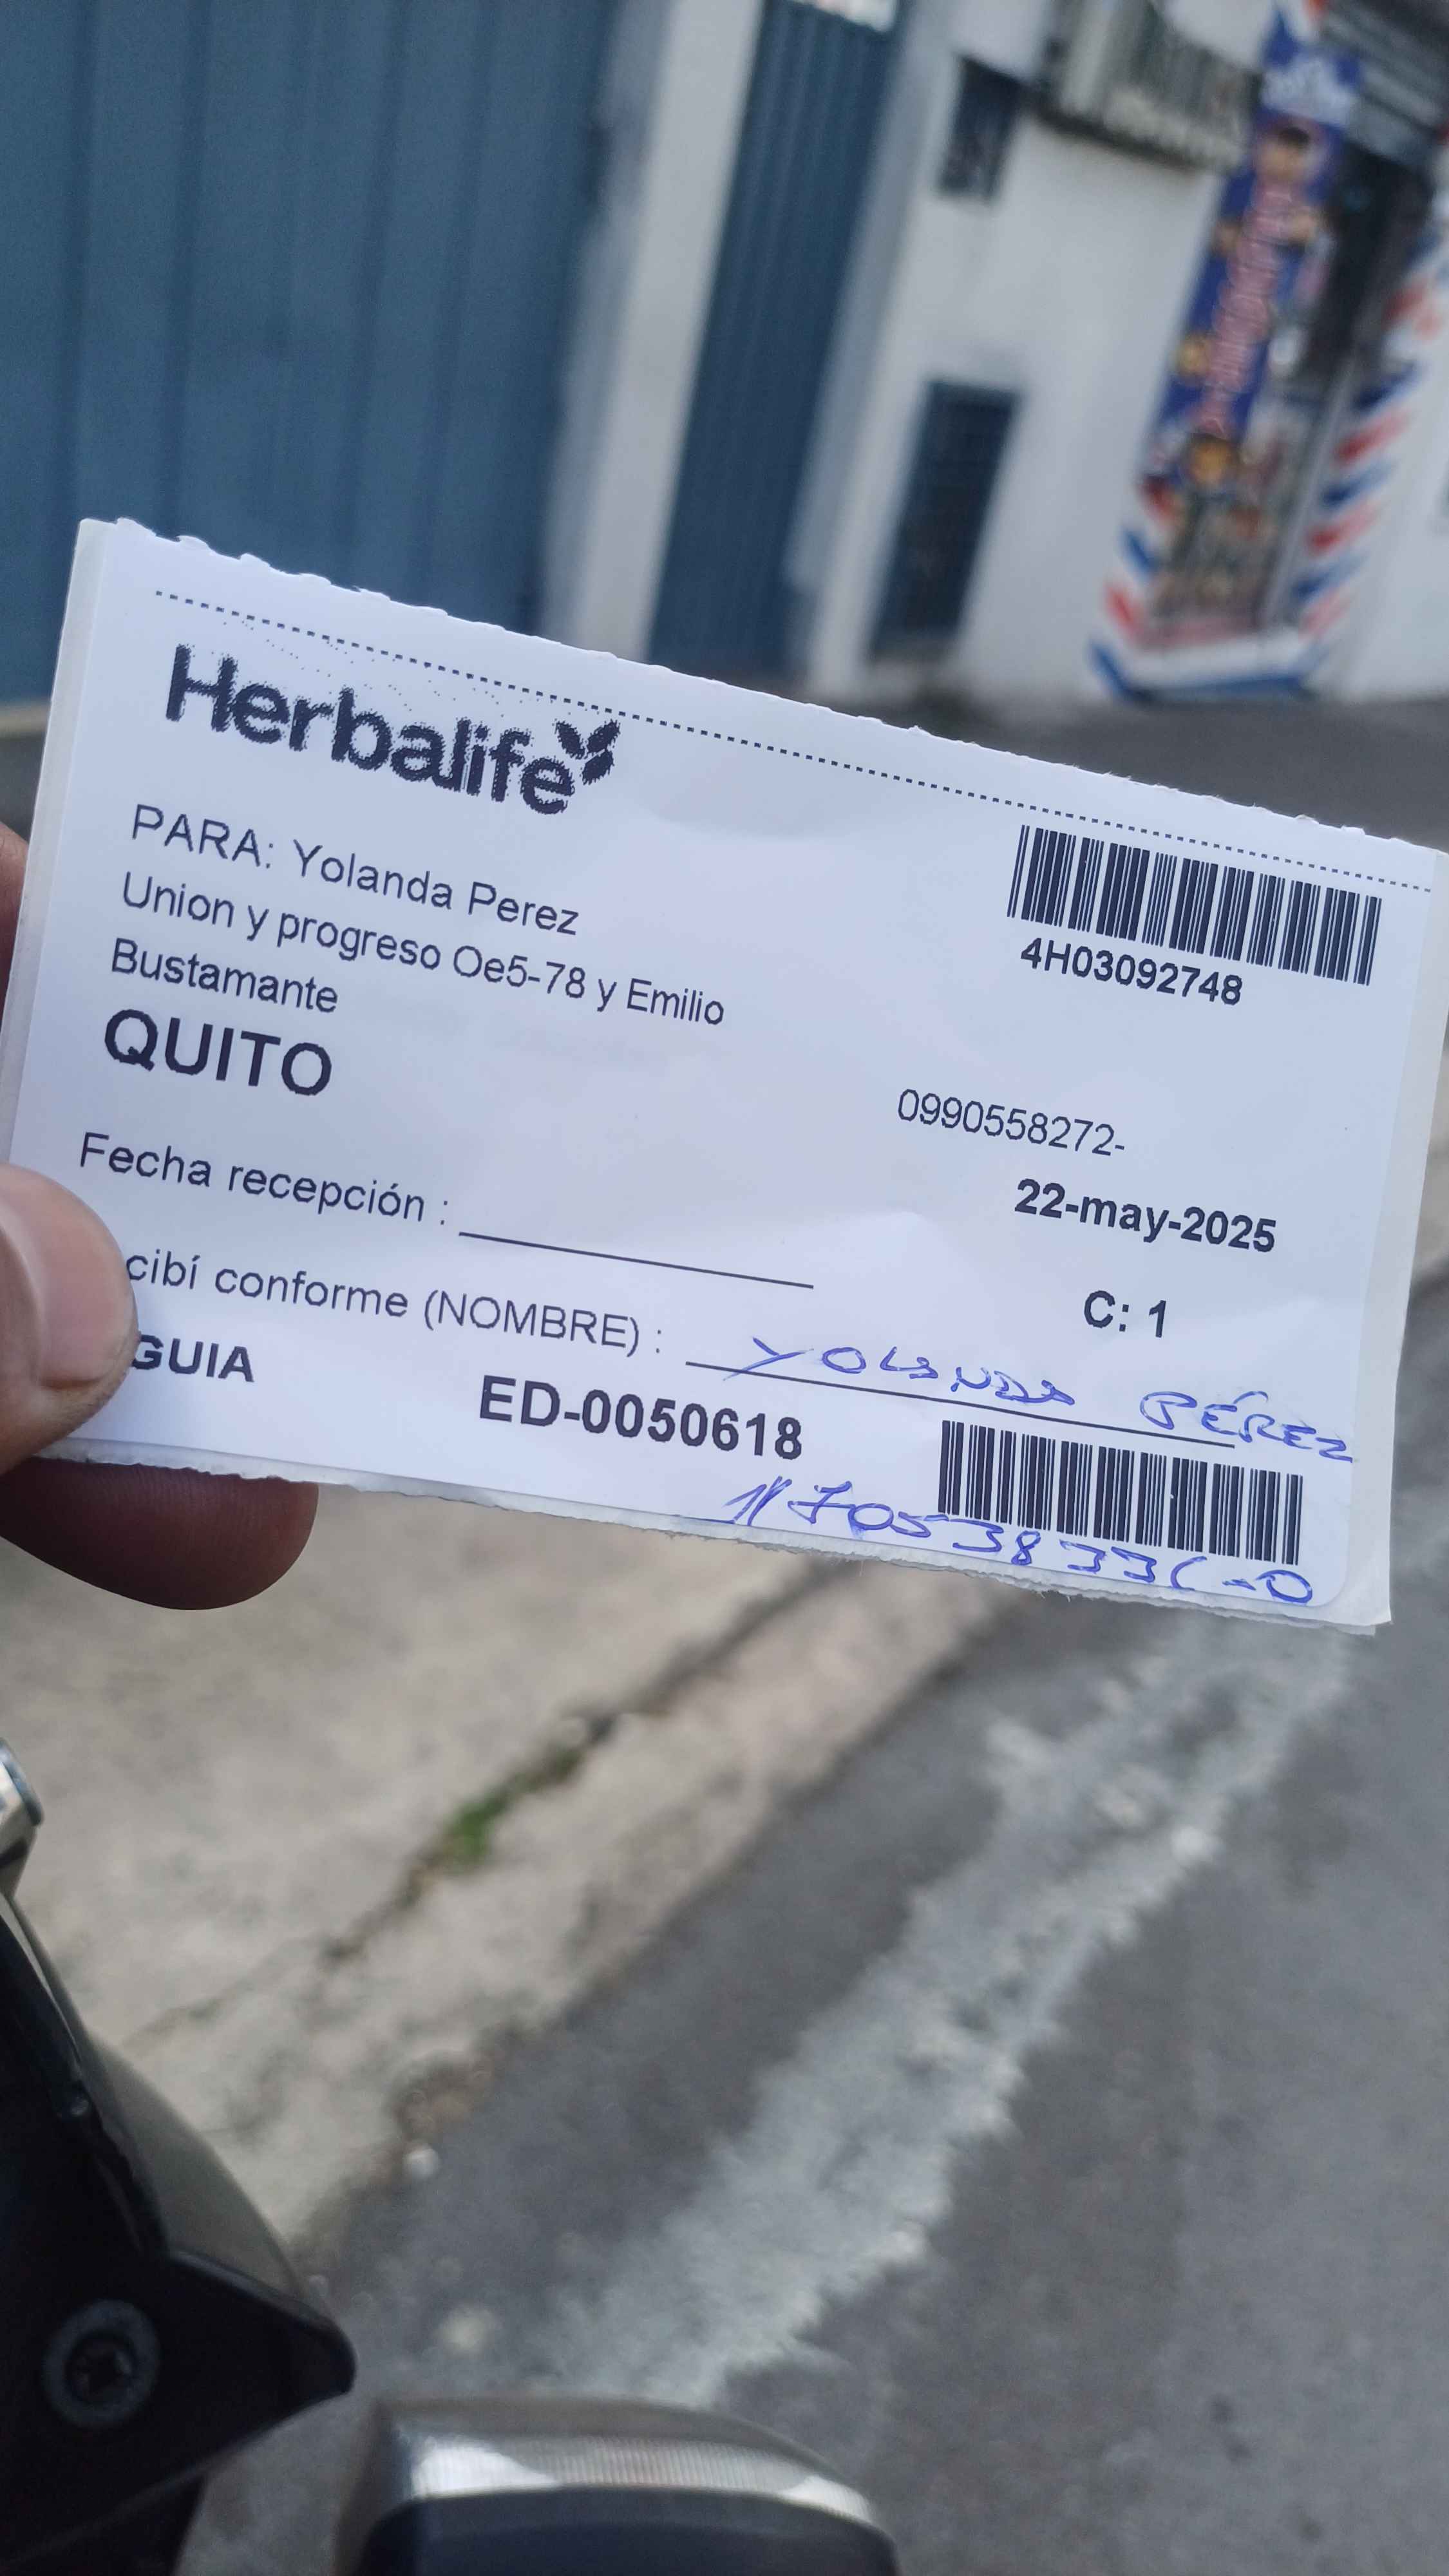 Herbalife
PARA: Yolanda Perez
Union y progreso Oe5-78 y Emilio
Bustamante
QUITO
4H03092748
0990558272-
22-may-2025
Fecha recepción :
C: 1
cibí conforme (NOMBRE) : YOLANDA PÉREZ
GUIA ED-0050618